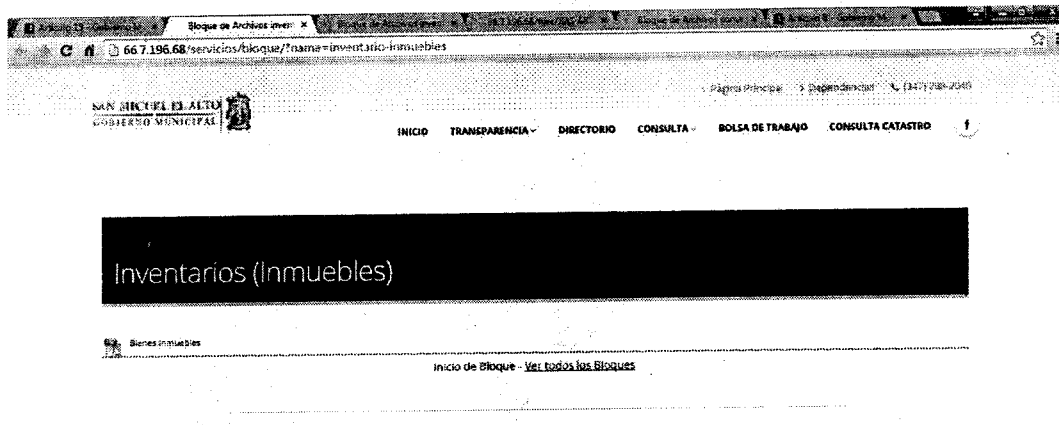 Bloque de Archivos inven ×
66.7.196.68/servicios/bloque/?name=inventario-inmuebles
Página Principal Dependencias
SAN MIGUEL EL ALTO
GOBIERNO MUNICIPAL
INICIO TRANSPARENCIA DIRECTORIO CONSULTA BOLSA DE TRABAJO CONSULTA CATASTRO f
Inventarios (Inmuebles)
Bienes Inmuebles
Inicio de Bloque - Ver todos los Bloques